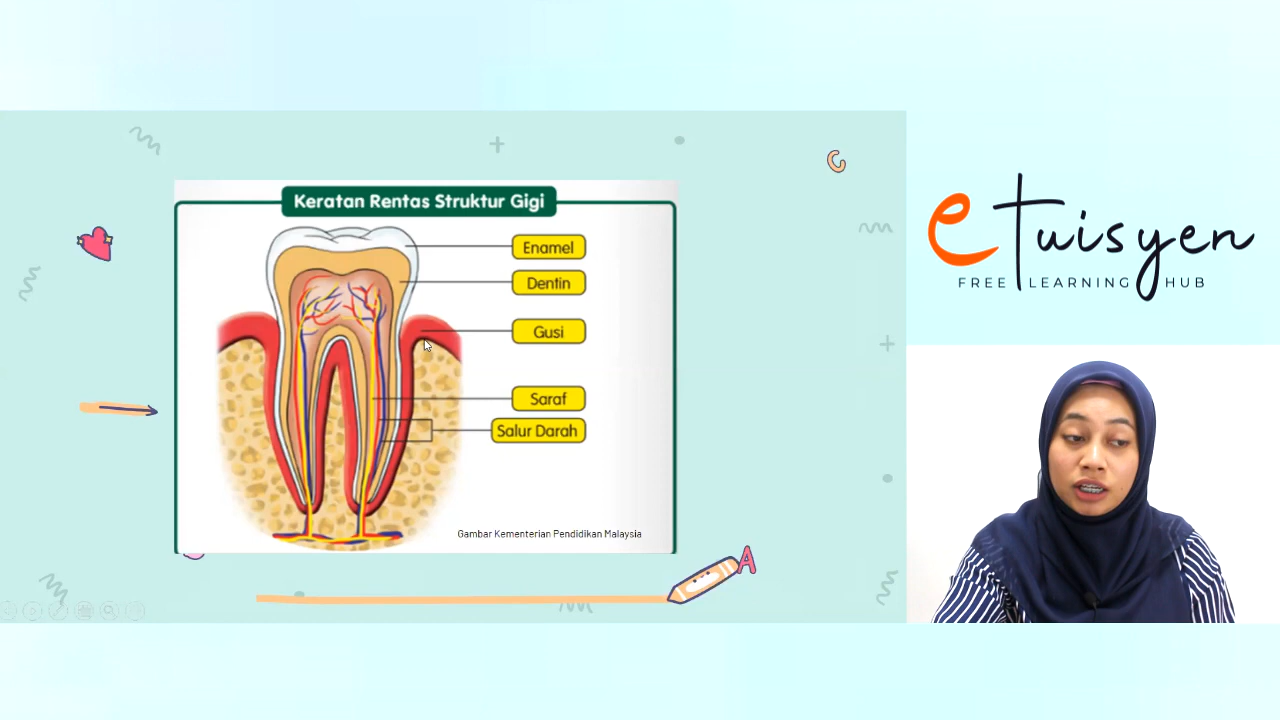 Keratan Rentas Struktur Gigi
Enamel
Dentin
Gusi
Saraf
Salur Darah
Gambar Kementerian Pendidikan Malaysia
A
eTuisyen
FREE LEARNING HUB